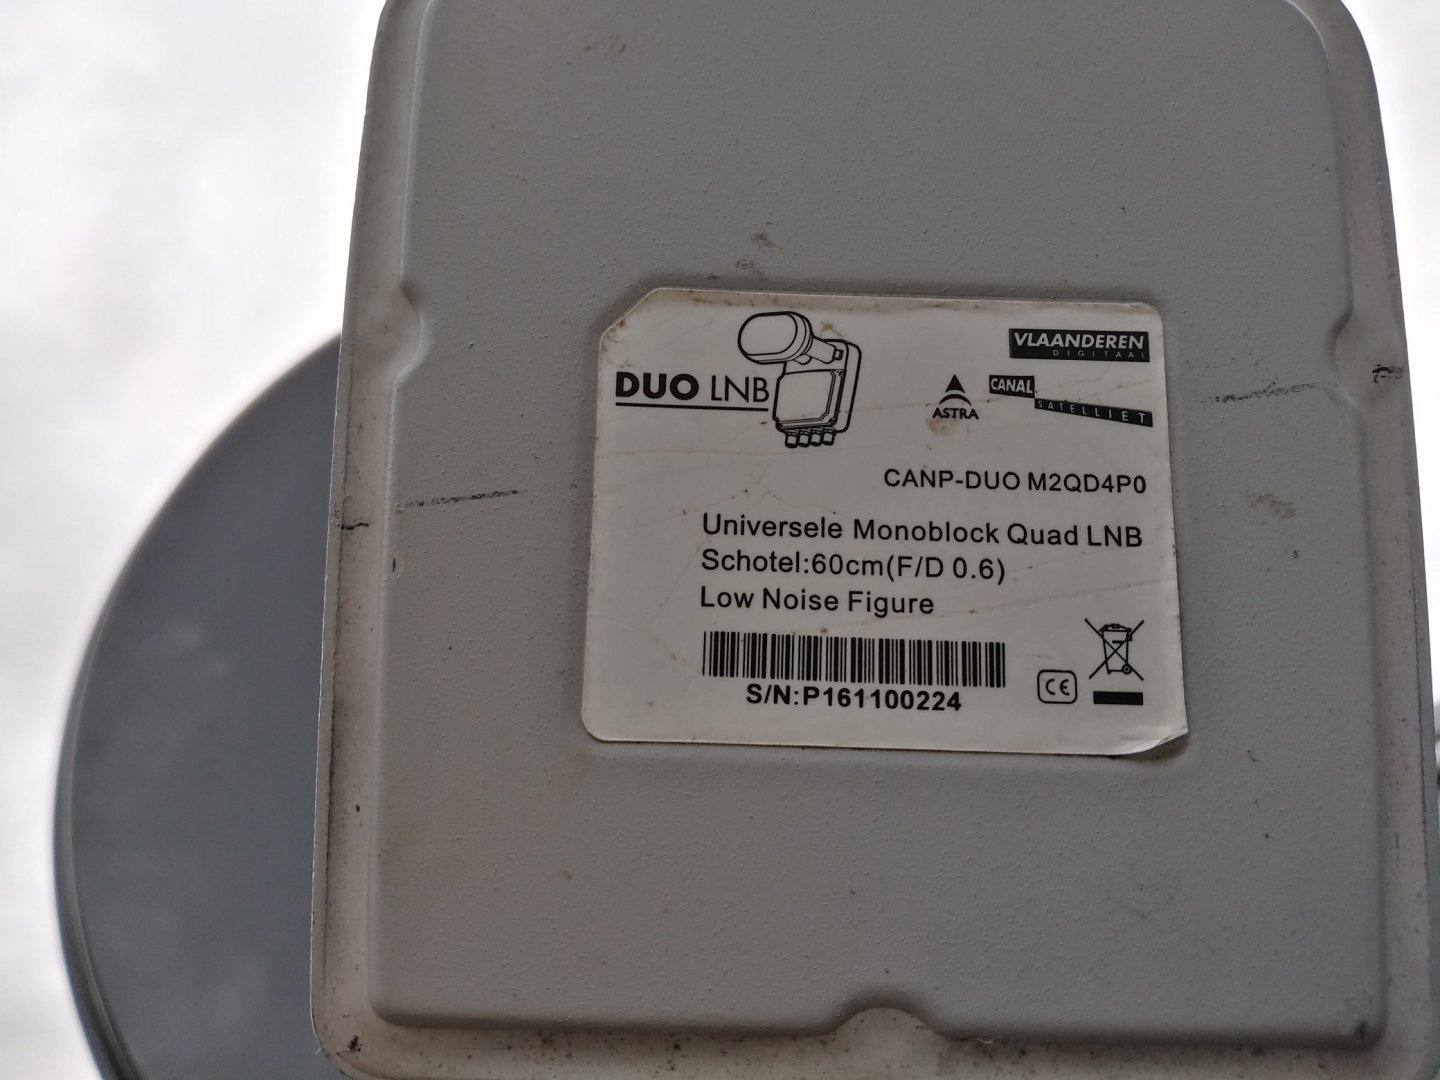 DUO LNB
VLAANDEREN
DIGITAAL
ASTRA
CANAL
SATELLIET
CANP-DUO M2QD4P0
Universele Monoblock Quad LNB
Schotel:60cm(F/D 0.6)
Low Noise Figure
S/N:P161100224
CE